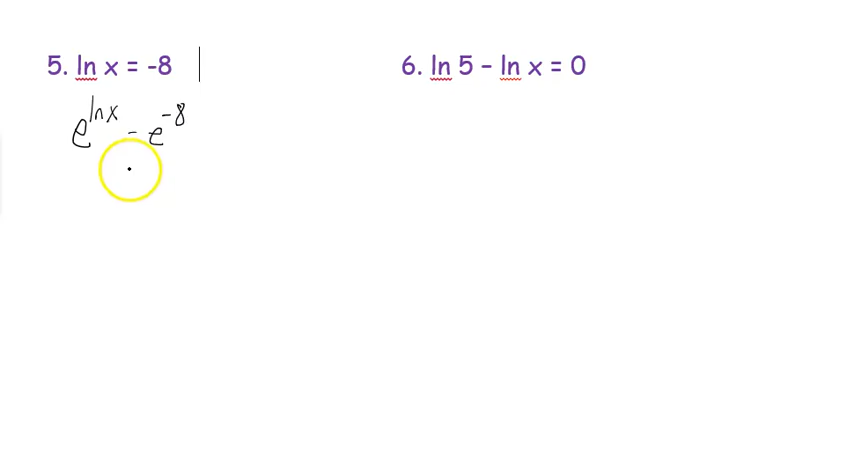 5. ln x = -8
6. ln 5 – ln x = 0
e^ln x = e^-8